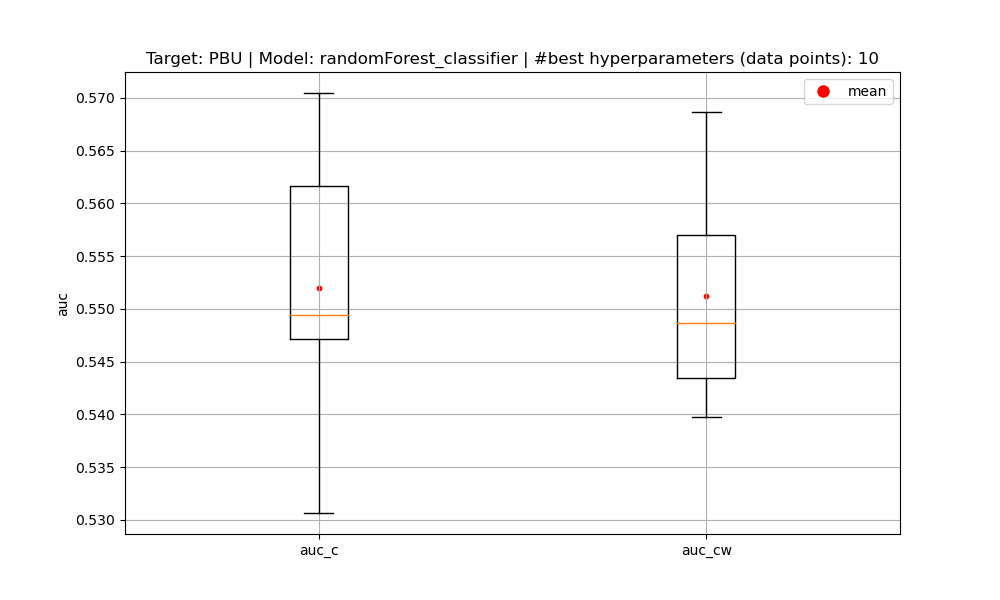 Target: PBU | Model: randomForest_classifier | #best hyperparameters (data points): 10
mean
0.570
0.565
0.560
0.555
0.550
0.545
0.540
0.535
0.530
auc
auc_c
auc_cw